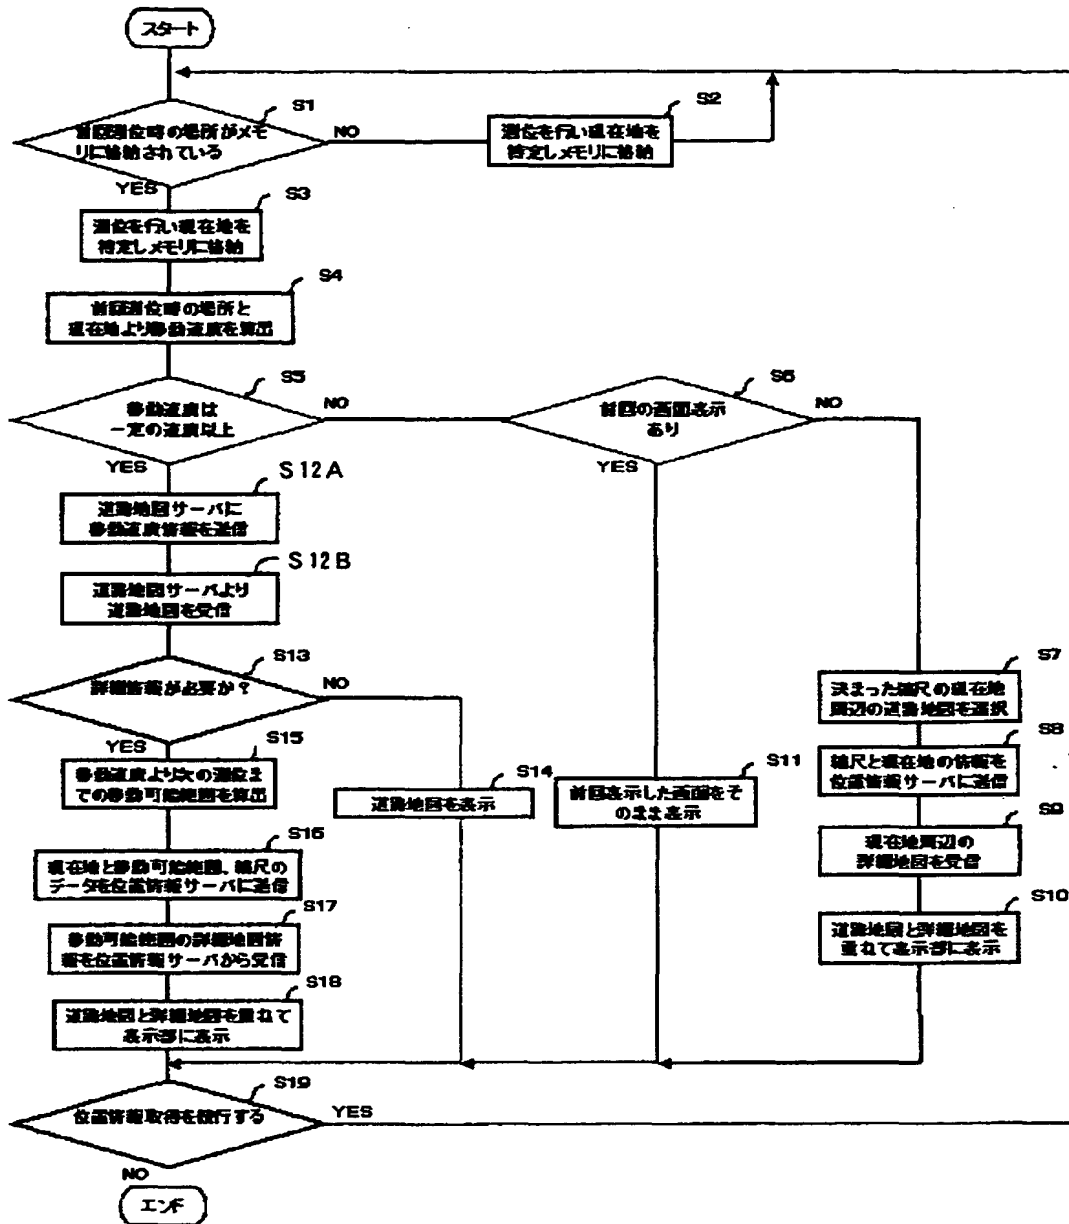 スタート
S1
前回測位時の場所がメモ
リに格納されている
NO
S2
測位を行い現在地を
特定しメモリに格納
YES
S3
測位を行い現在地を
特定しメモリに格納
S4
前回測位時の場所と
現在地より移動速度を算出
S5
移動速度は
一定の速度以上
NO
YES
S6
前回の画面表示
あり
NO
YES
S12A
道路地図サーバに
移動速度情報を送信
S12B
道路地図サーバより
道路地図を受信
S13
詳細情報が必要か?
NO
YES
S7
決まった縮尺の現在地
周辺の道路地図を選択
S8
縮尺と現在地の情報を
位置情報サーバに送信
S9
現在地周辺の
詳細地図を受信
S10
道路地図と詳細地図を
重ねて表示部に表示
S15
移動速度より次の測位ま
での移動可能範囲を算出
S14
道路地図を表示
S11
前回表示した画面をそ
のまま表示
S16
現在地と移動可能範囲、縮尺の
データを位置情報サーバに送信
S17
移動可能範囲の詳細地図情
報を位置情報サーバから受信
S18
道路地図と詳細地図を重ねて
表示部に表示
S19
位置情報取得を続行する
YES
NO
エンド